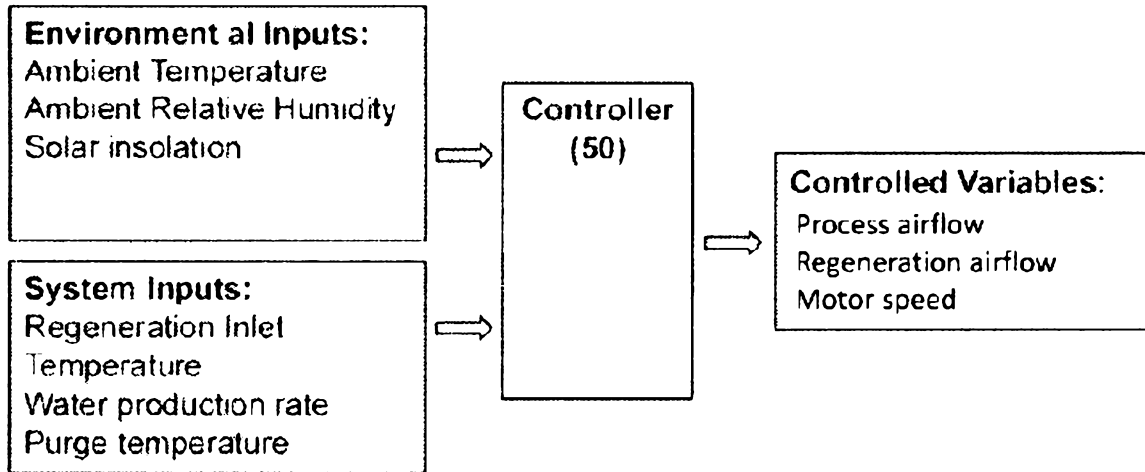 Environment al Inputs:
Ambient Temperature
Ambient Relative Humidity
Solar insolation
System Inputs:
Regeneration Inlet
Temperature
Water production rate
Purge temperature
Controller
(50)
Controlled Variables:
Process airflow
Regeneration airflow
Motor speed